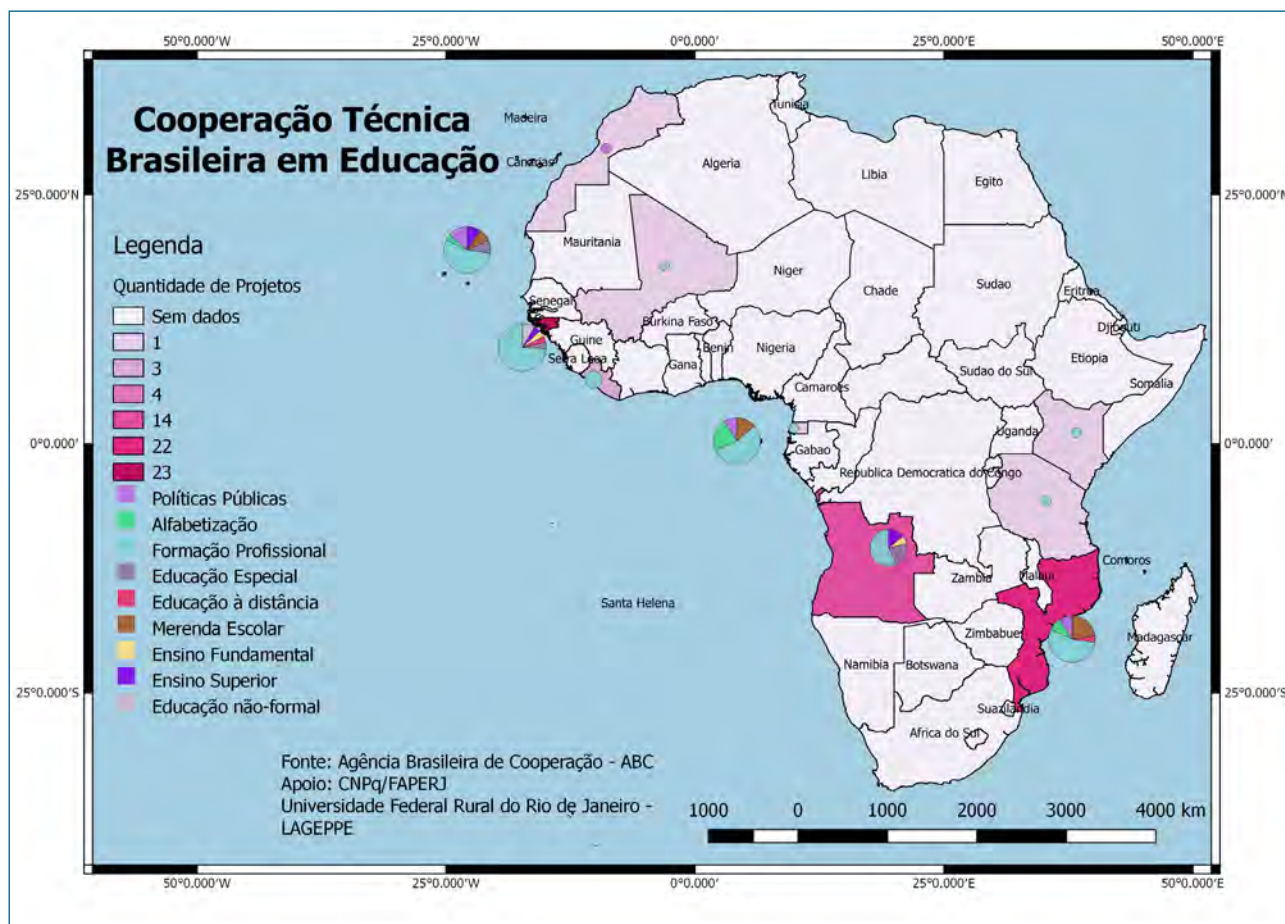 50°0.000'W 25°0.000'W 0°0.000' 25°0.000'E 50°0.000'E
Cooperação Técnica
Brasileira em Educação
Madeira
Canarias
Tunisia
Algeria
Libia
Egito
25°0.000'N 25°0.000'N
Legenda
Quantidade de Projetos
Sem dados
1
3
4
14
22
23
Políticas Públicas
Alfabetização
Formação Profissional
Educação Especial
Educação à distância
Merenda Escolar
Ensino Fundamental
Ensino Superior
Educação não-formal
Mauritania
Niger
Chade
Sudao
Eritrea
Senegal
Burkina Faso
Djibouti
Guine
Benin
Nigeria
Etiopia
Serra Leoa
Gana
Camaroes
Sudao do Sul
Somalia
0°0.000' 0°0.000'
Uganda
Gabao
Republica Democratica do Congo
Comoros
Zambia
Malaui
Santa Helena
Zimbabue
Madagascar
Namibia
Botswana
25°0.000'S 25°0.000'S
Suazilandia
Africa do Sul
Fonte: Agência Brasileira de Cooperação - ABC
Apoio: CNPq/FAPERJ
Universidade Federal Rural do Rio de Janeiro -
LAGEPPE
1000 0 1000 2000 3000 4000 km
50°0.000'W 25°0.000'W 0°0.000' 25°0.000'E 50°0.000'E